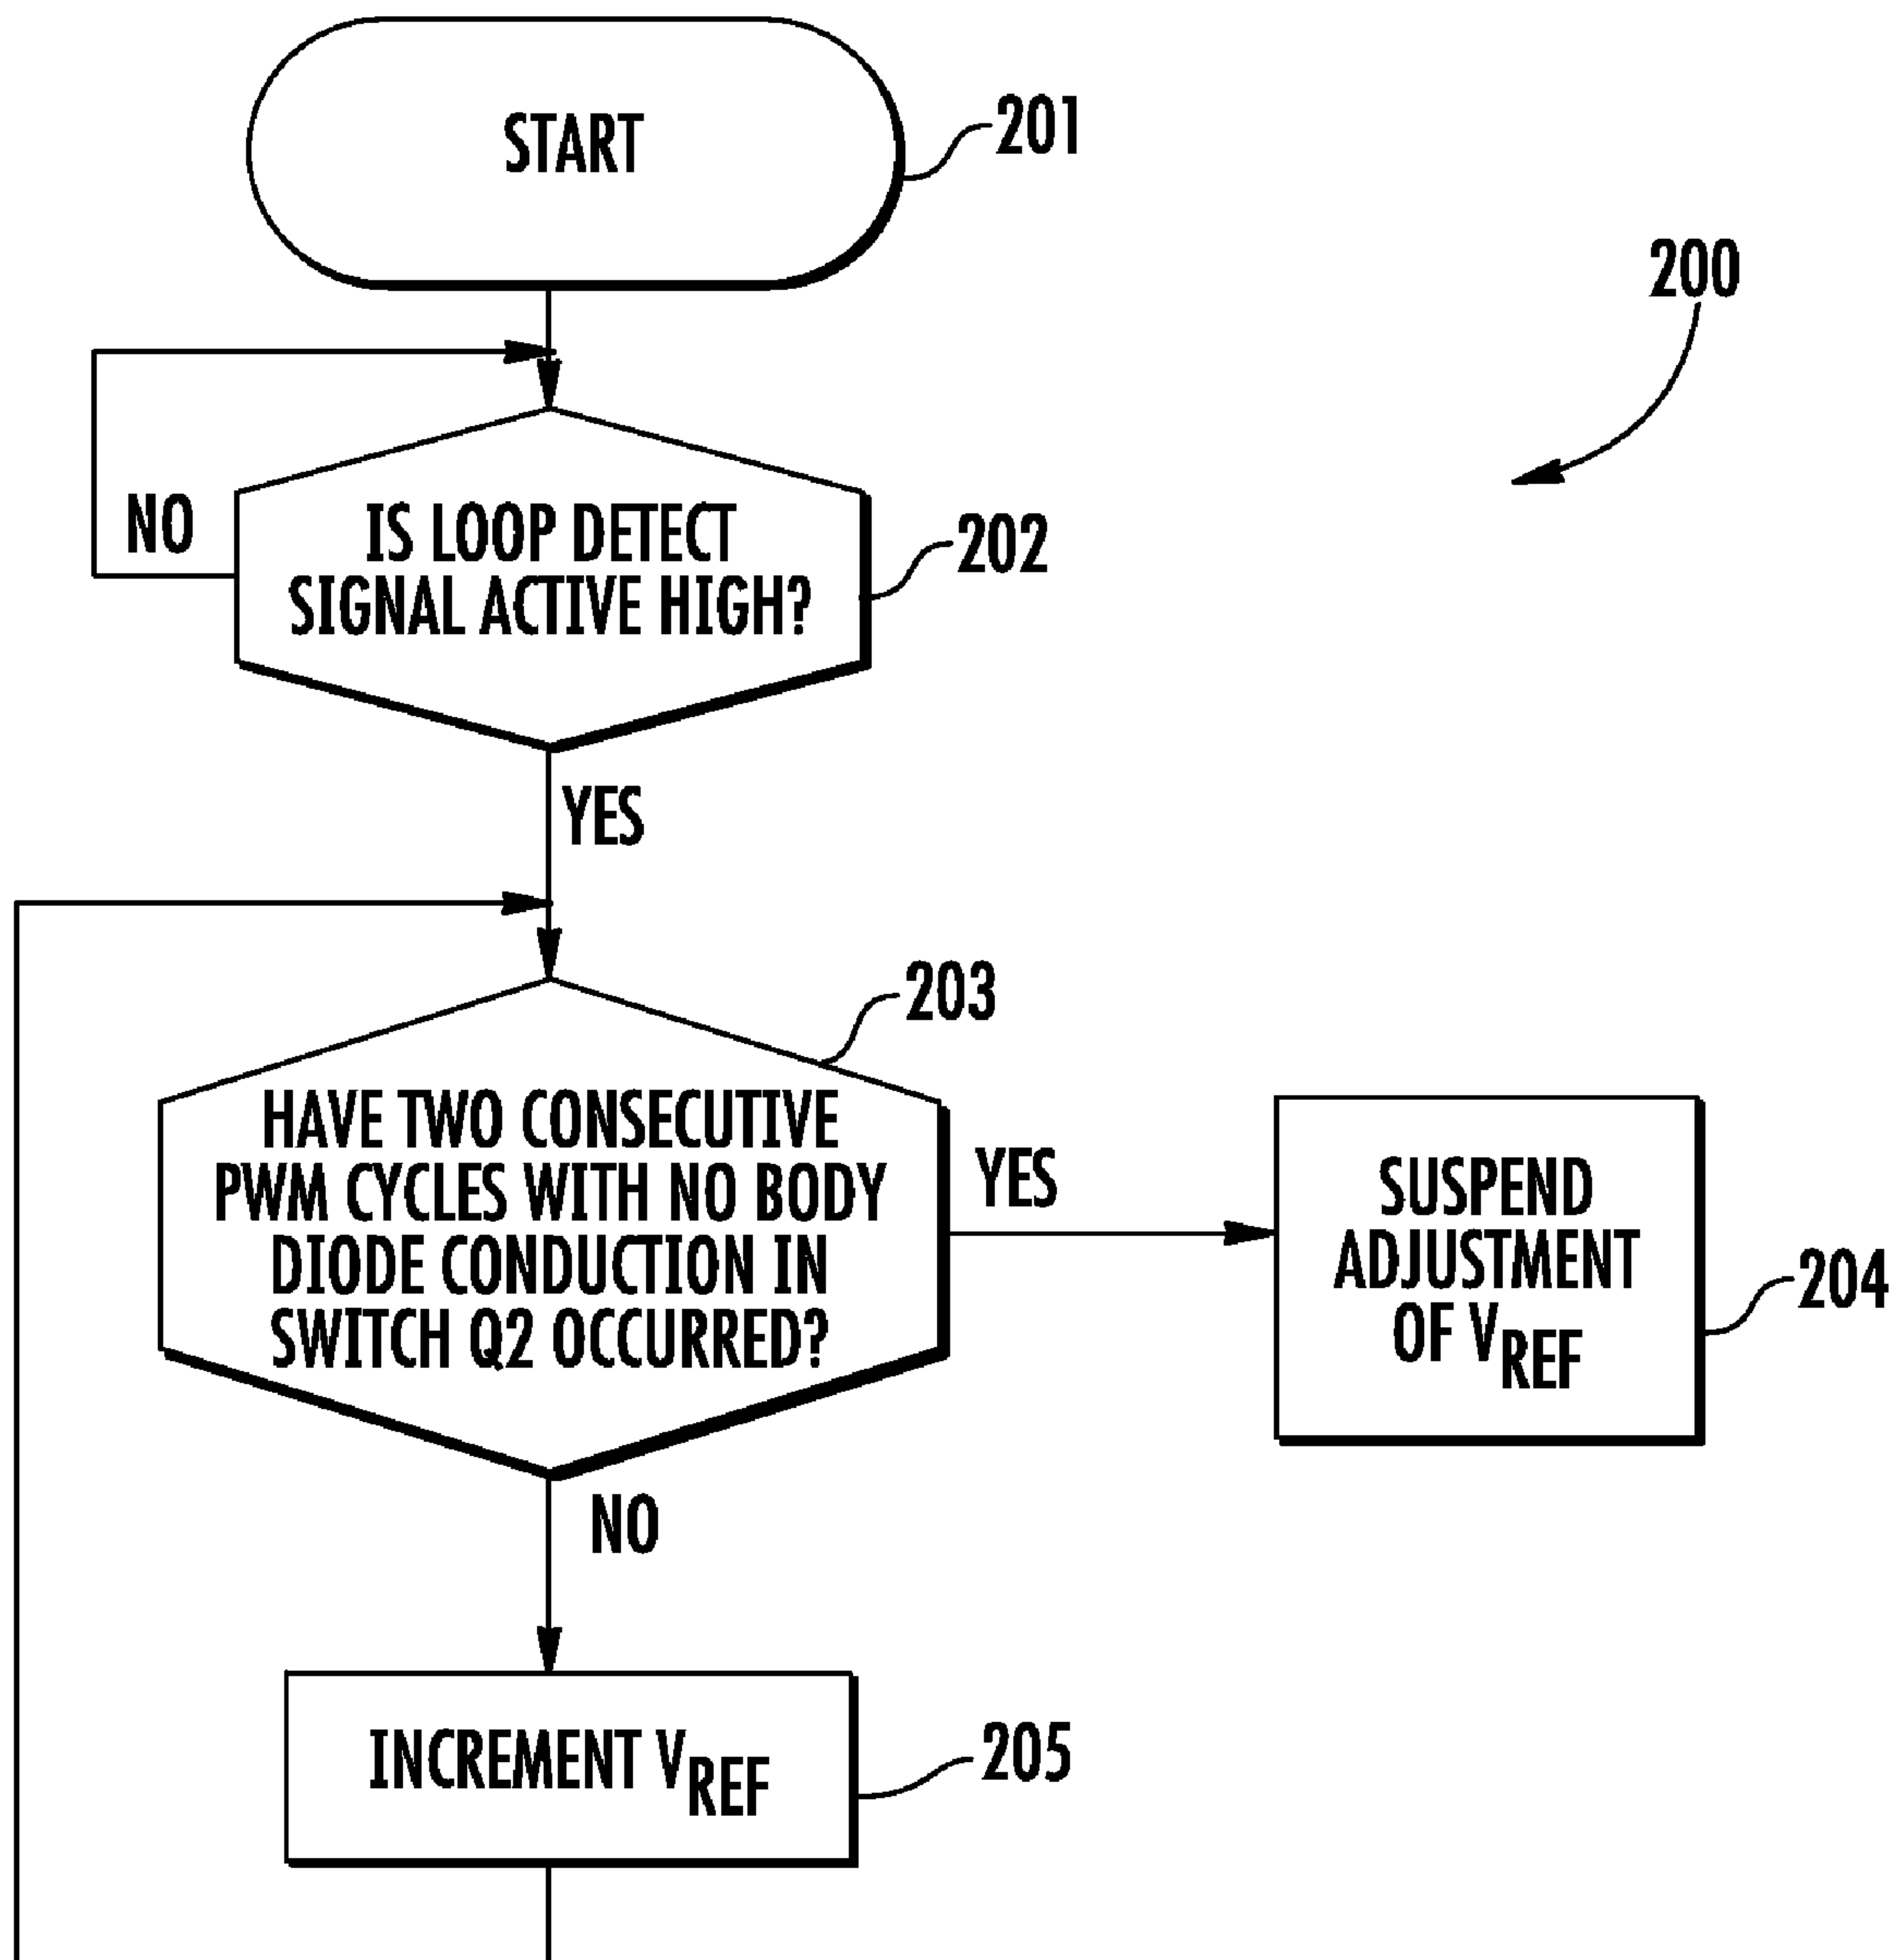 START
201
200
NO
IS LOOP DETECT
SIGNAL ACTIVE HIGH?
202
YES
203
HAVE TWO CONSECUTIVE
PWM CYCLES WITH NO BODY
DIODE CONDUCTION IN
SWITCH Q2 OCCURRED?
YES
SUSPEND
ADJUSTMENT
OF VREF
204
NO
INCREMENT VREF
205